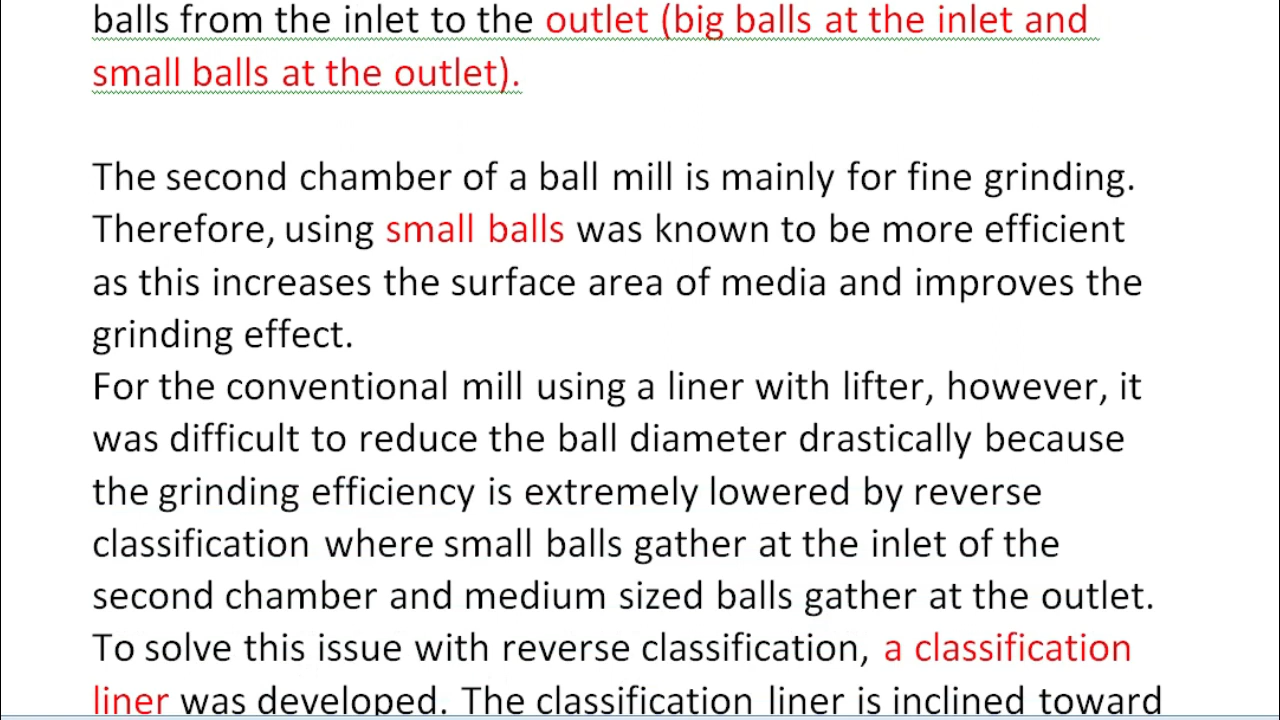 balls from the inlet to the outlet (big balls at the inlet and
small balls at the outlet).
The second chamber of a ball mill is mainly for fine grinding.
Therefore, using small balls was known to be more efficient
as this increases the surface area of media and improves the
grinding effect.
For the conventional mill using a liner with lifter, however, it
was difficult to reduce the ball diameter drastically because
the grinding efficiency is extremely lowered by reverse
classification where small balls gather at the inlet of the
second chamber and medium sized balls gather at the outlet.
To solve this issue with reverse classification, a classification
liner was developed. The classification liner is inclined toward